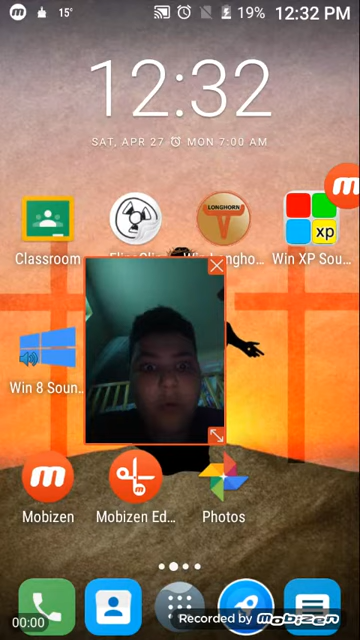 15°
19% 12:32 PM
12:32
SAT, APR 27 MON 7:00 AM
LONGHORN
xp
Classroom
Win XP Sou...
Win 8 Soun..
Mobizen
Mobizen Ed...
Photos
00:00
Recorded by Mobizen